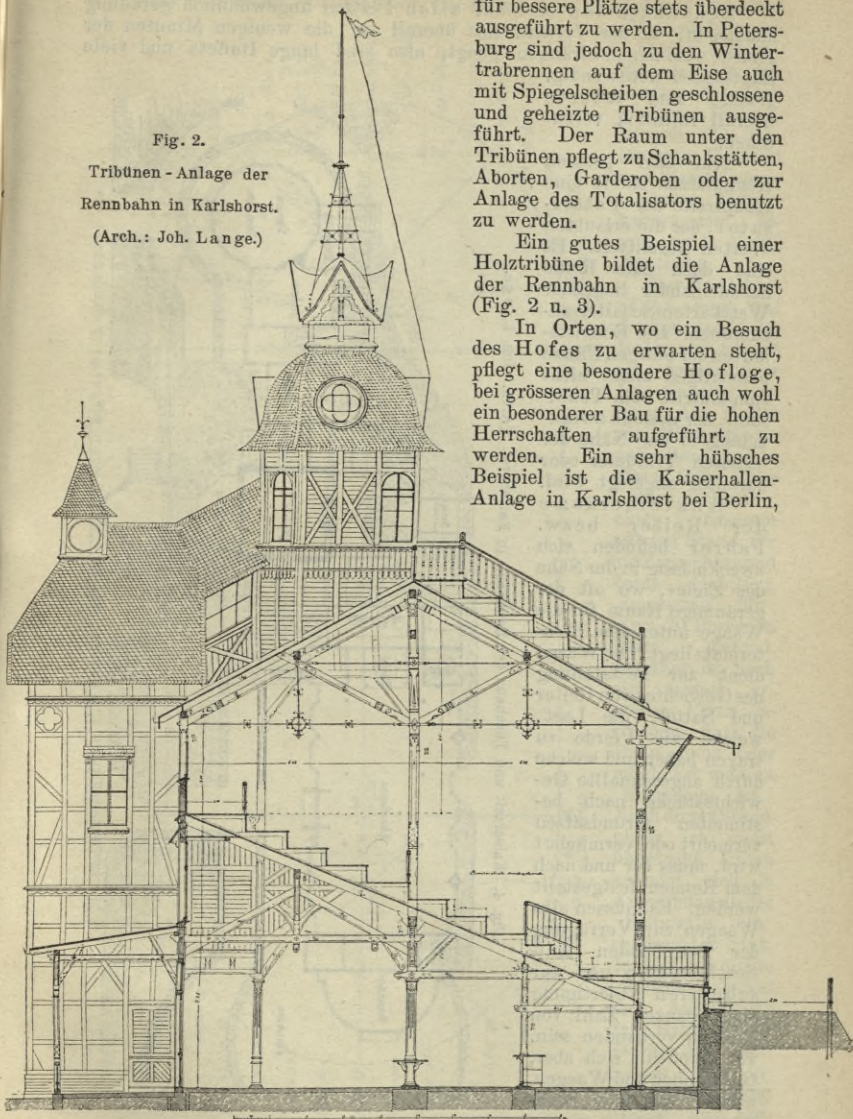 für bessere Plätze stets überdeckt
ausgeführt zu werden. In Peters-
burg sind jedoch zu den Winter-
trabrennen auf dem Eise auch
mit Spiegelscheiben geschlossene
und geheizte Tribünen ausge-
führt. Der Raum unter den
Tribünen pflegt zu Schankstätten,
Aborten, Garderoben oder zur
Anlage des Totalisators benutzt
zu werden.
Ein gutes Beispiel einer
Holztribüne bildet die Anlage
der Rennbahn in Karlshorst
(Fig. 2 u. 3).
In Orten, wo ein Besuch
des Hofes zu erwarten steht,
pflegt eine besondere Hofloge,
bei grösseren Anlagen auch wohl
ein besonderer Bau für die hohen
Herrschaften aufgeführt zu
werden. Ein sehr hübsches
Beispiel ist die Kaiserhallen-
Anlage in Karlshorst bei Berlin,
Fig. 2.
Tribünen - Anlage der
Rennbahn in Karlshorst.
(Arch.: Joh. Lange.)